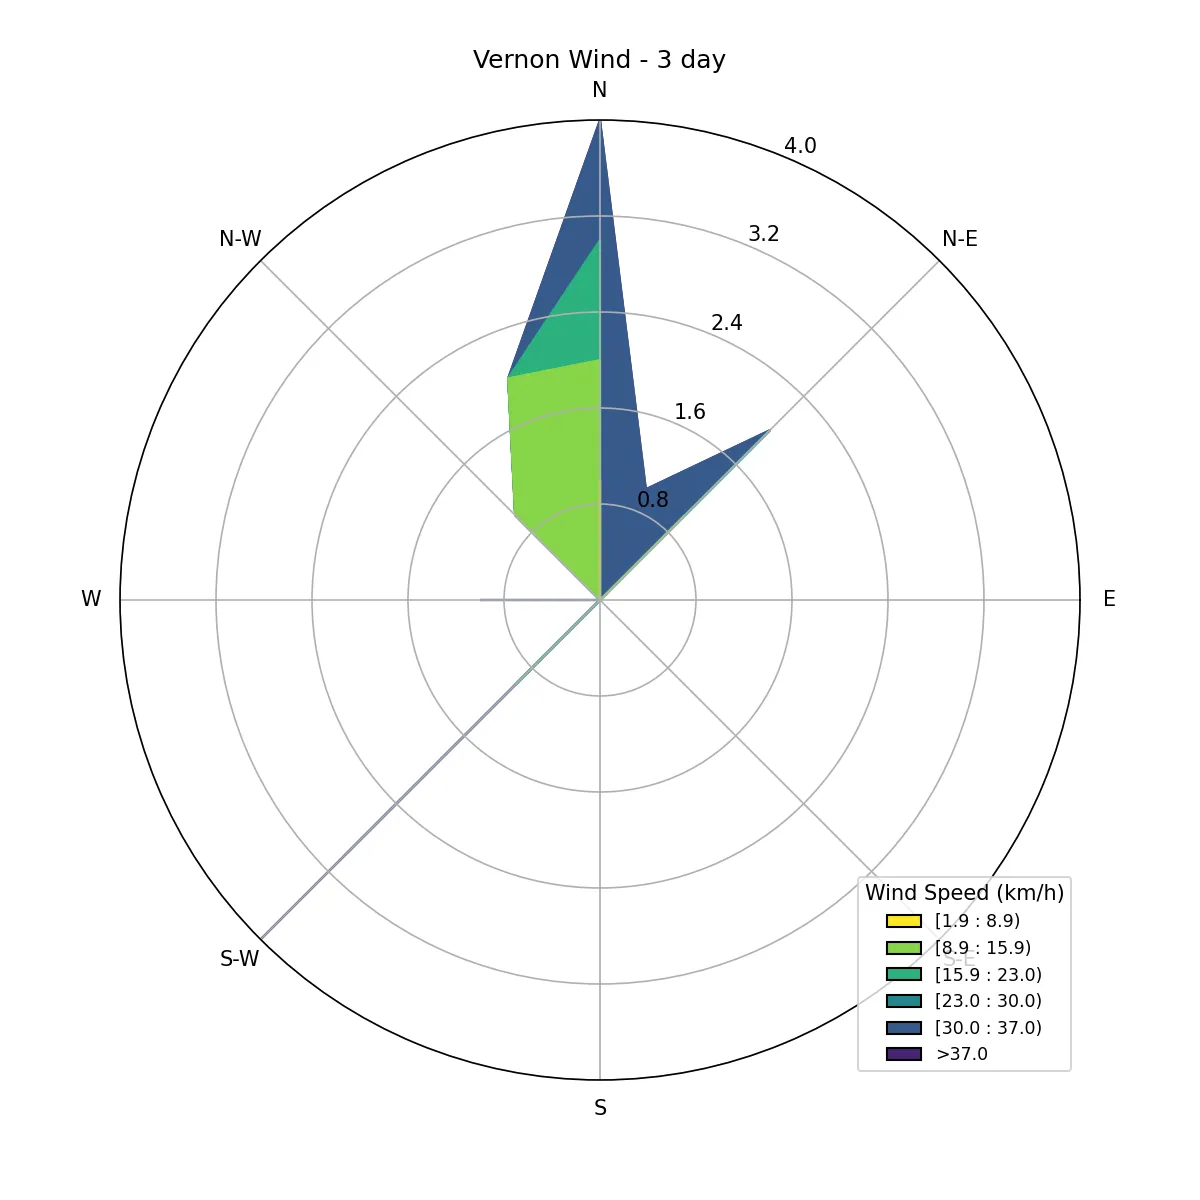 Vernon Wind - 3 day
N
4.0
N-W
3.2
N-E
2.4
1.6
0.8
W
E
S-W
S-E
S
Wind Speed (km/h)
[1.9 : 8.9)
[8.9 : 15.9)
[15.9 : 23.0)
[23.0 : 30.0)
[30.0 : 37.0)
>37.0